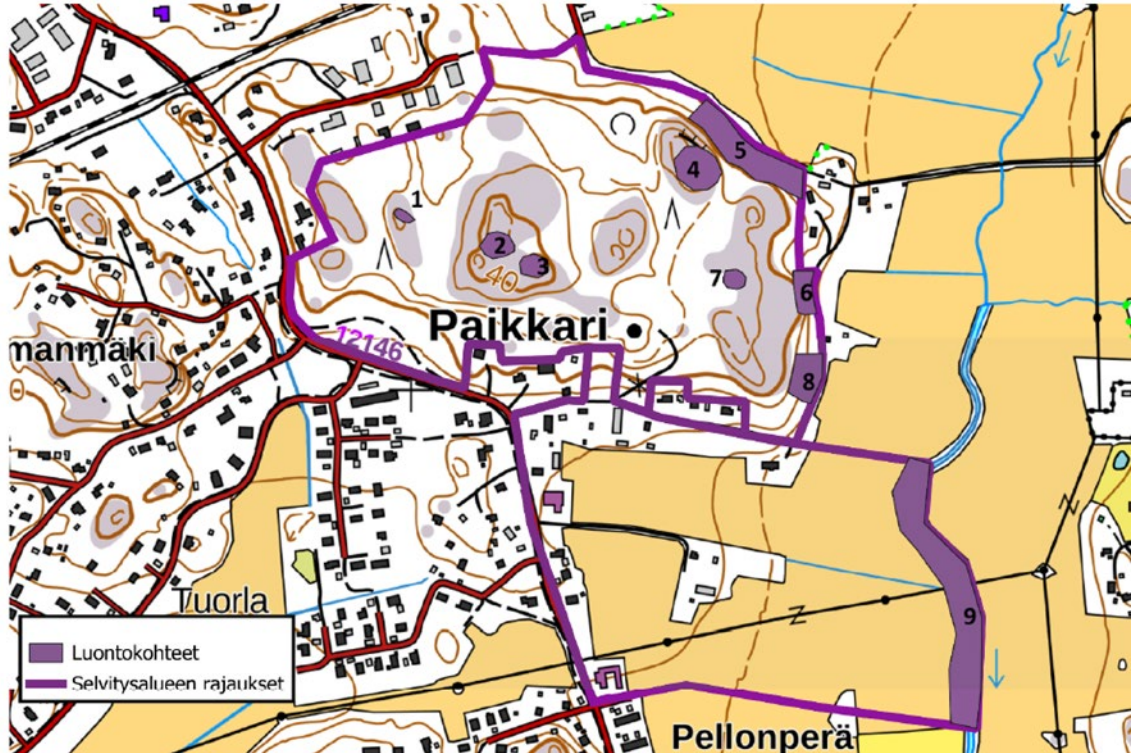 5
4
1
2
3
40
7
6
Paikkari
12146
manmäki
8
9
Tuorla
Luontokohteet
Selvitysalueen rajaukset
Pellonperä